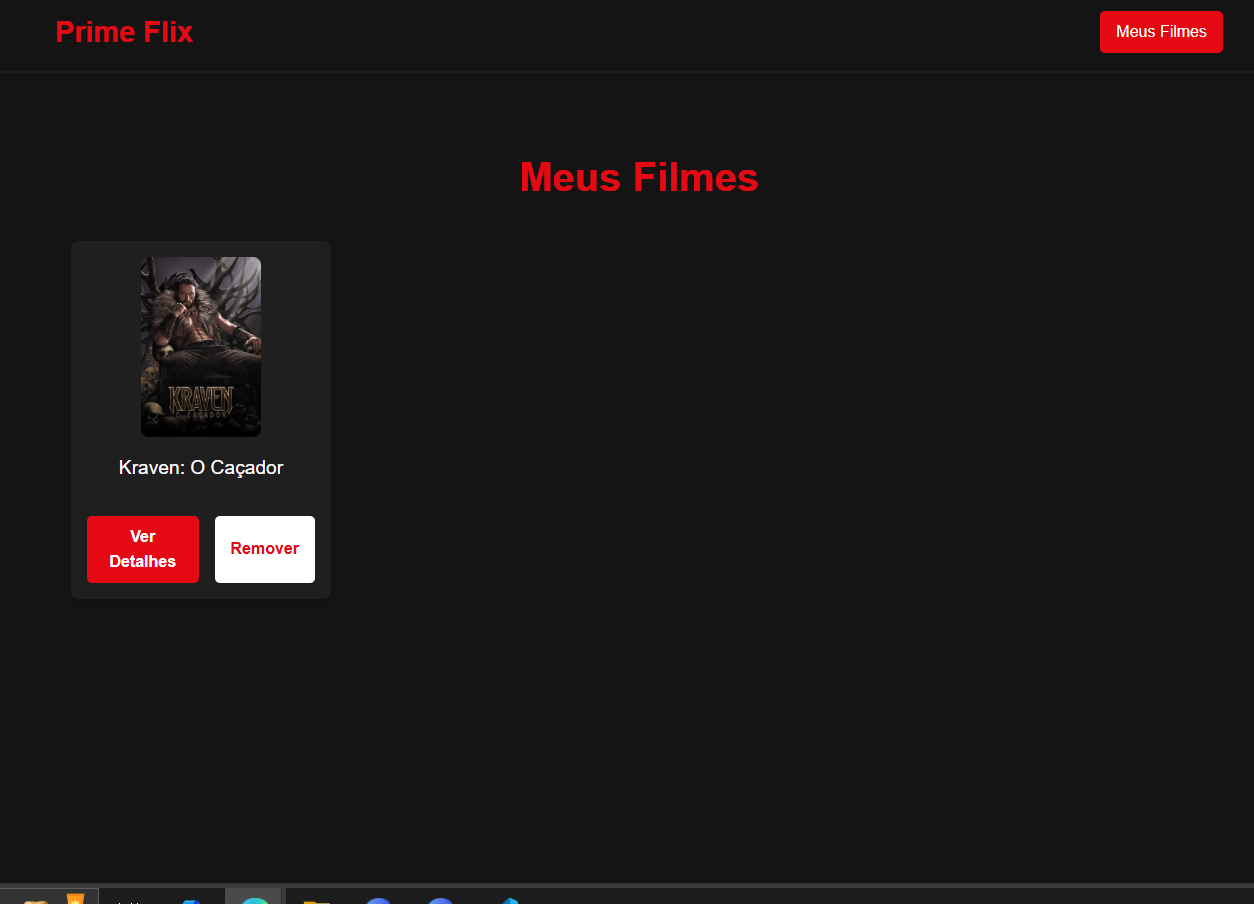 Prime Flix
Meus Filmes
Meus Filmes
KRAVEN
O CAÇADOR
Kraven: O Caçador
Ver
Detalhes
Remover